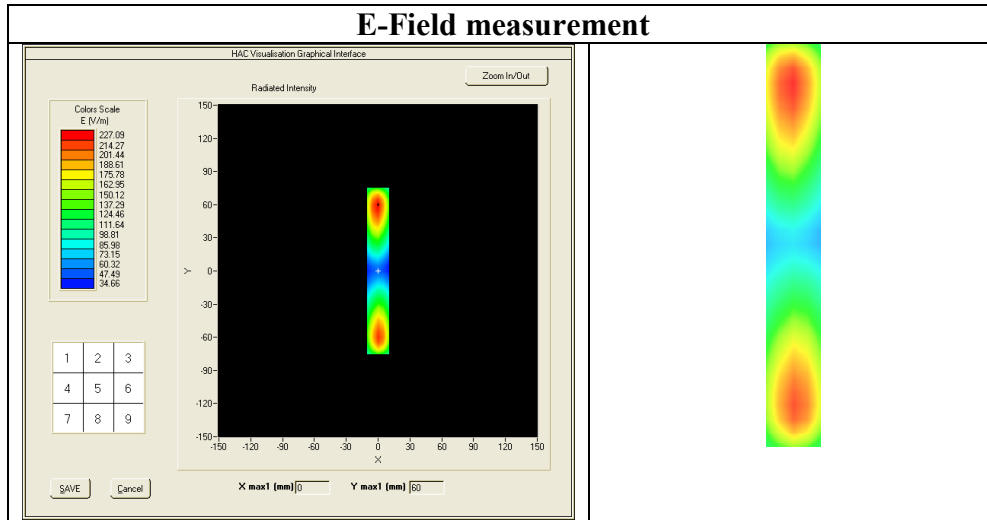 E-Field measurement
HAC Visualisation Graphical Interface
Zoom In/Out
Radiated Intensity
Colors Scale
E (V/m)
227.09
214.27
201.44
188.61
175.78
162.95
150.12
137.29
124.46
111.64
98.81
85.98
73.15
60.32
47.49
34.66
150
120
90
60
30
0
-30
-60
-90
-120
-150
Y
-150 -120 -90 -60 -30 0 30 60 90 120 150
X
1 2 3
4 5 6
7 8 9
SAVE Cancel X max1 (mm) 0 Y max1 (mm) 60